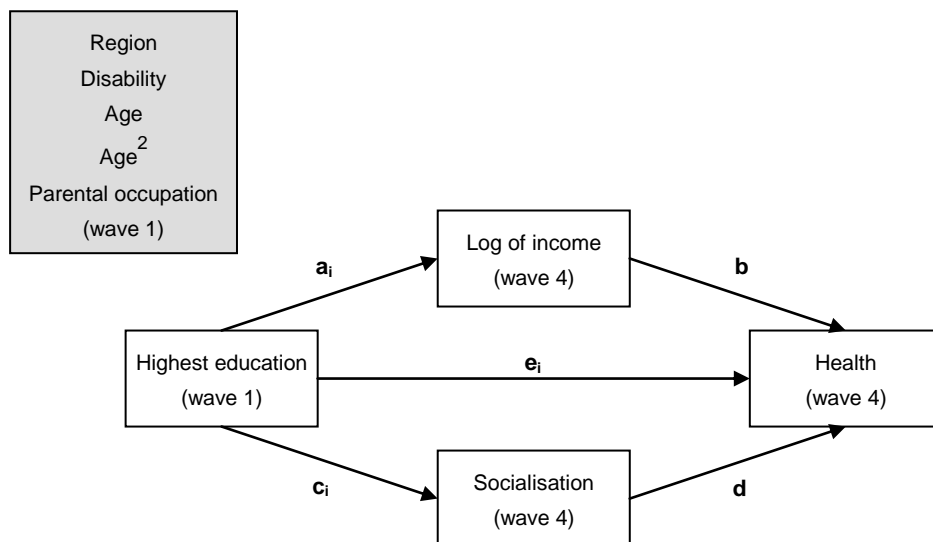 Region
Disability
Age
Age²
Parental occupation
(wave 1)
Log of income
(wave 4)
aᵢ
b
Highest education
(wave 1)
eᵢ
Health
(wave 4)
cᵢ
Socialisation
(wave 4)
d